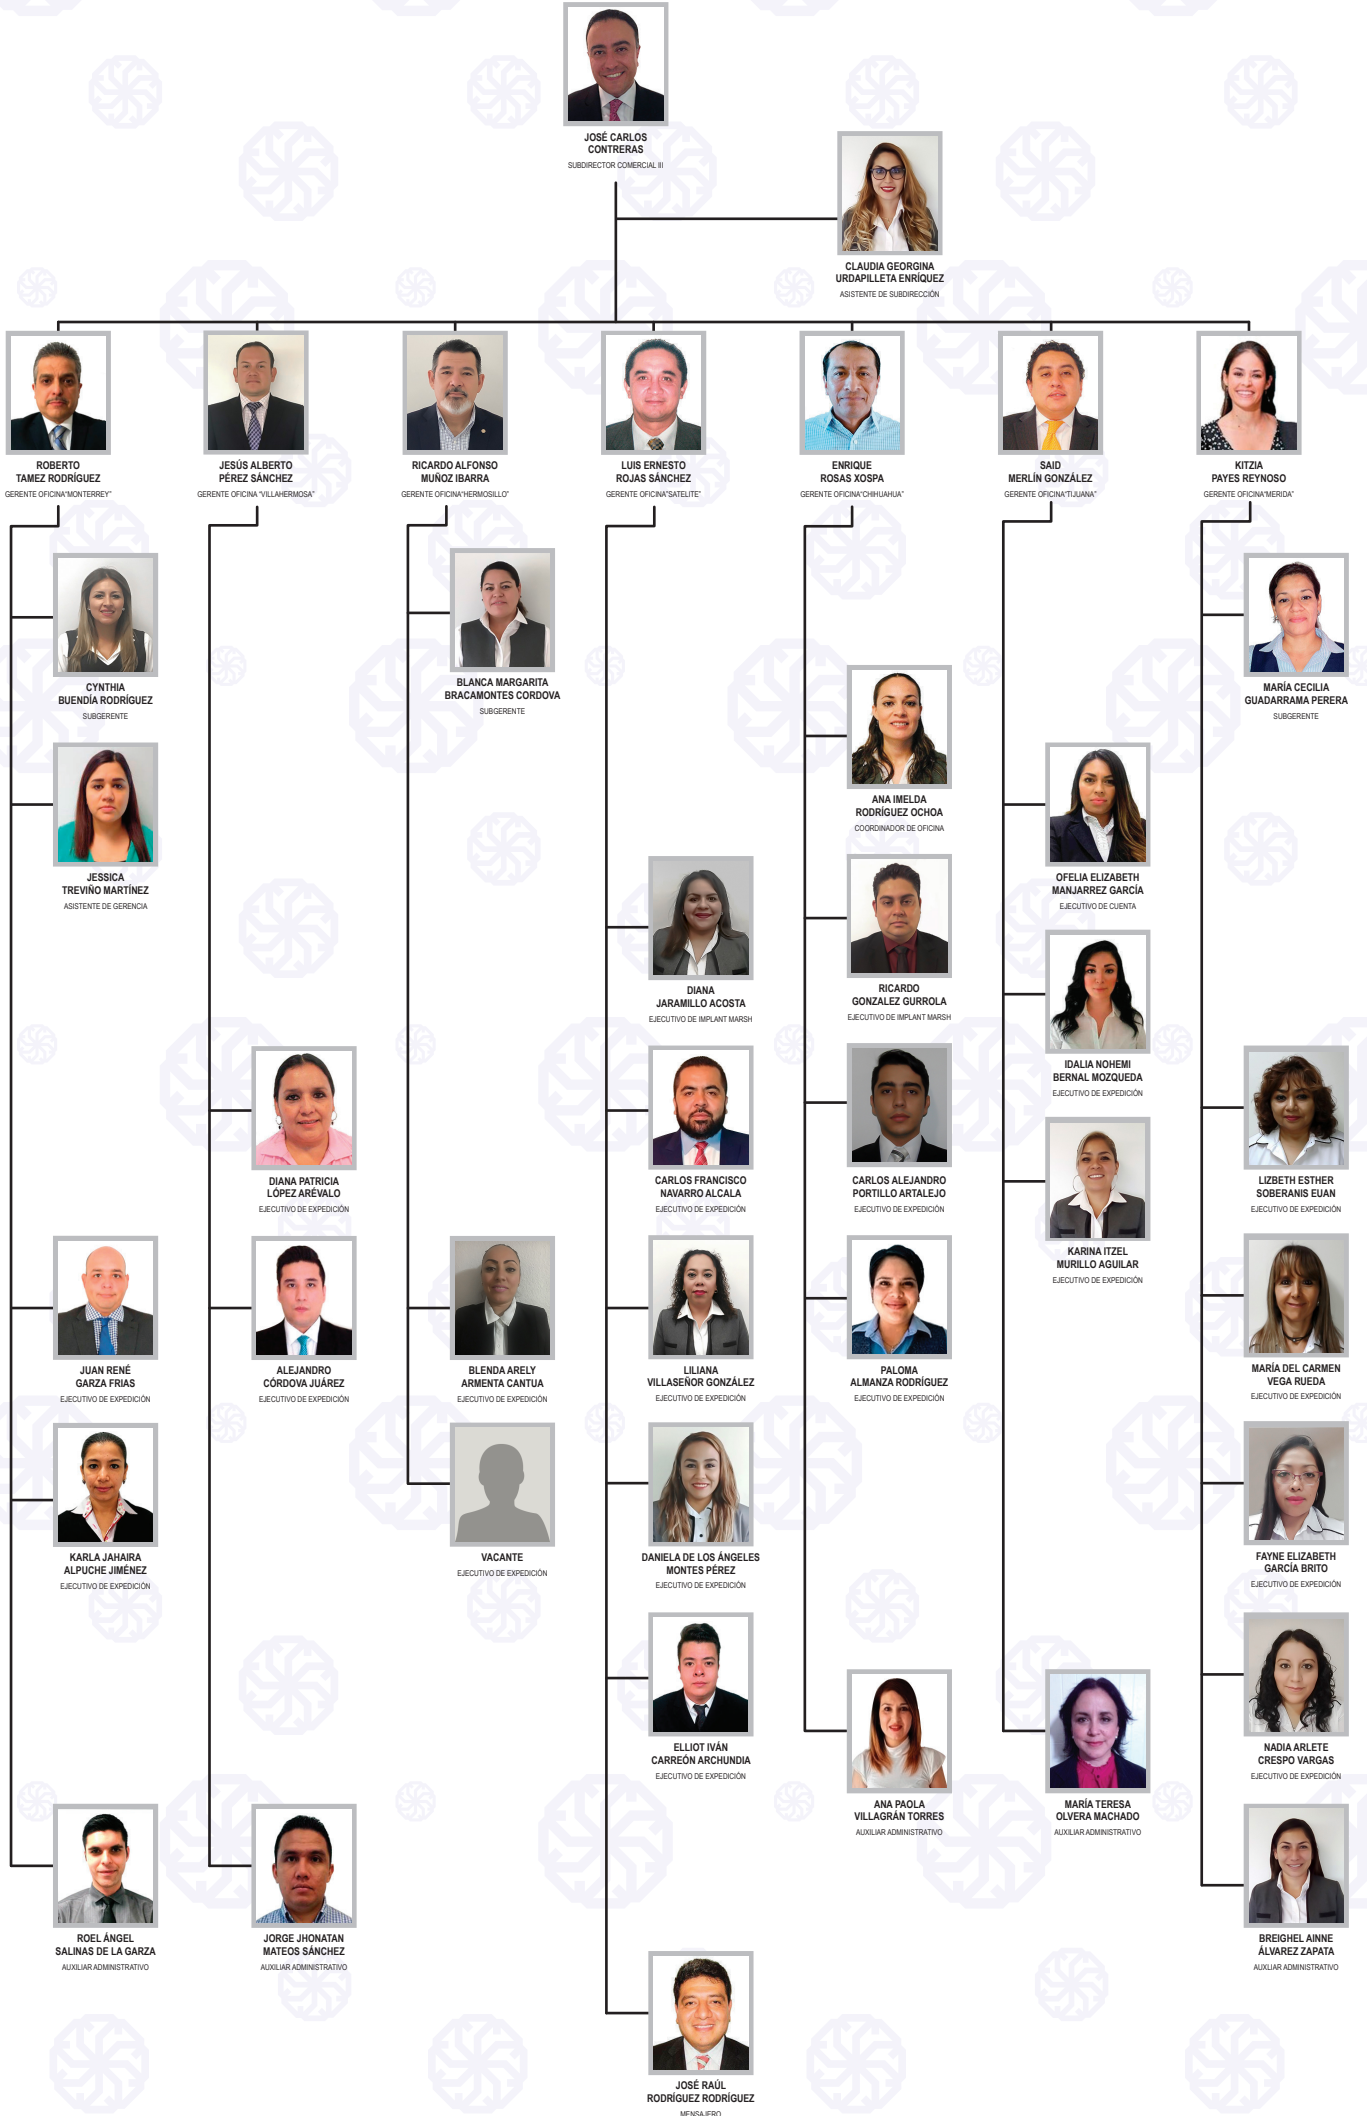 JOSÉ CARLOS
CONTRERAS
SUBDIRECTOR COMERCIAL III
CLAUDIA GEORGINA
URDAPILLETA ENRÍQUEZ
ASISTENTE DE SUBDIRECCIÓN
ROBERTO
TAMEZ RODRÍGUEZ
GERENTE OFICINA"MONTERREY"
JESÚS ALBERTO
PÉREZ SÁNCHEZ
GERENTE OFICINA "VILLAHERMOSA"
RICARDO ALFONSO
MUÑOZ IBARRA
GERENTE OFICINA"HERMOSILLO"
LUIS ERNESTO
ROJAS SÁNCHEZ
GERENTE OFICINA"SATELITE"
ENRIQUE
ROSAS XOSPA
GERENTE OFICINA"CHIHUAHUA"
SAID
MERLÍN GONZÁLEZ
GERENTE OFICINA"TIJUANA"
KITZIA
PAYES REYNOSO
GERENTE OFICINA"MERIDA"
CYNTHIA
BUENDÍA RODRÍGUEZ
SUBGERENTE
JESSICA
TREVIÑO MARTÍNEZ
ASISTENTE DE GERENCIA
JUAN RENÉ
GARZA FRIAS
EJECUTIVO DE EXPEDICIÓN
KARLA JAHAIRA
ALPUCHE JIMÉNEZ
EJECUTIVO DE EXPEDICIÓN
ROEL ÁNGEL
SALINAS DE LA GARZA
AUXILIAR ADMINISTRATIVO
DIANA PATRICIA
LÓPEZ ARÉVALO
EJECUTIVO DE EXPEDICIÓN
ALEJANDRO
CÓRDOVA JUÁREZ
EJECUTIVO DE EXPEDICIÓN
JORGE JHONATAN
MATEOS SÁNCHEZ
AUXILIAR ADMINISTRATIVO
BLANCA MARGARITA
BRACAMONTES CORDOVA
SUBGERENTE
BLENDA ARELY
ARMENTA CANTUA
EJECUTIVO DE EXPEDICIÓN
VACANTE
EJECUTIVO DE EXPEDICIÓN
DIANA
JARAMILLO ACOSTA
EJECUTIVO DE IMPLANT MARSH
CARLOS FRANCISCO
NAVARRO ALCALA
EJECUTIVO DE EXPEDICIÓN
LILIANA
VILLASEÑOR GONZÁLEZ
EJECUTIVO DE EXPEDICIÓN
DANIELA DE LOS ÁNGELES
MONTES PÉREZ
EJECUTIVO DE EXPEDICIÓN
ELLIOT IVÁN
CARREÓN ARCHUNDIA
EJECUTIVO DE EXPEDICIÓN
JOSÉ RAÚL
RODRÍGUEZ RODRÍGUEZ
MENSAJERO
ANA IMELDA
RODRÍGUEZ OCHOA
COORDINADOR DE OFICINA
RICARDO
GONZALEZ GURROLA
EJECUTIVO DE IMPLANT MARSH
CARLOS ALEJANDRO
PORTILLO ARTALEJO
EJECUTIVO DE EXPEDICIÓN
PALOMA
ALMANZA RODRÍGUEZ
EJECUTIVO DE EXPEDICIÓN
ANA PAOLA
VILLAGRÁN TORRES
AUXILIAR ADMINISTRATIVO
OFELIA ELIZABETH
MANJARREZ GARCÍA
EJECUTIVO DE CUENTA
IDALIA NOHEMI
BERNAL MOZQUEDA
EJECUTIVO DE EXPEDICIÓN
KARINA ITZEL
MURILLO AGUILAR
EJECUTIVO DE EXPEDICIÓN
MARÍA TERESA
OLVERA MACHADO
AUXILIAR ADMINISTRATIVO
MARÍA CECILIA
GUADARRAMA PERERA
SUBGERENTE
LIZBETH ESTHER
SOBERANIS EUAN
EJECUTIVO DE EXPEDICIÓN
MARÍA DEL CARMEN
VEGA RUEDA
EJECUTIVO DE EXPEDICIÓN
FAYNE ELIZABETH
GARCÍA BRITO
EJECUTIVO DE EXPEDICIÓN
NADIA ARLETE
CRESPO VARGAS
EJECUTIVO DE EXPEDICIÓN
BREIGHEL AINNE
ÁLVAREZ ZAPATA
AUXLIAR ADMINISTRATIVO